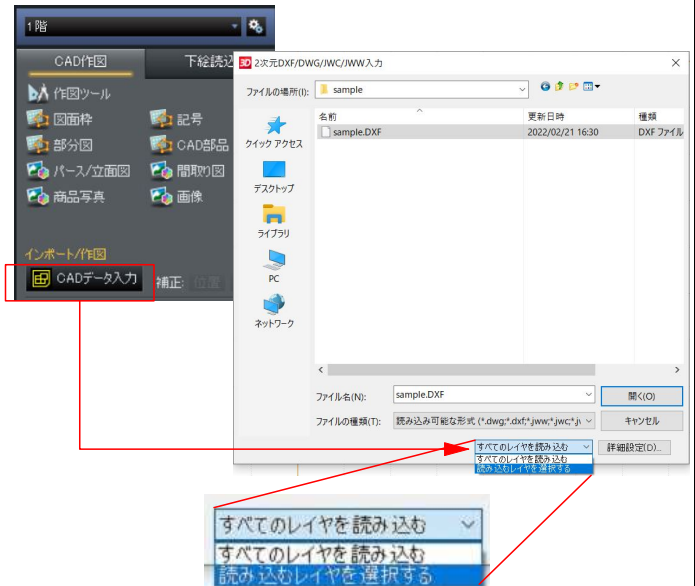 1階
CAD作図
下絵読込
作図ツール
図面枠
記号
部分図
CAD部品
パース/立面図
間取り図
商品写真
画像
インポート/作図
CADデータ入力
補正:
位置
2次元DXF/DWG/JWC/JWW入力
ファイルの場所(I):
sample
名前
更新日時
種類
sample.DXF
2022/02/21 16:30
DXF ファイル
クイック アクセス
デスクトップ
ライブラリ
PC
ネットワーク
ファイル名(N):
sample.DXF
開く(O)
ファイルの種類(T):
読み込み可能な形式 (*.dwg;*.dxf;*.jww;*.jwc;*.j
キャンセル
すべてのレイヤを読み込む
詳細設定(D)...
すべてのレイヤを読み込む
読み込むレイヤを選択する
すべてのレイヤを読み込む
すべてのレイヤを読み込む
読み込むレイヤを選択する